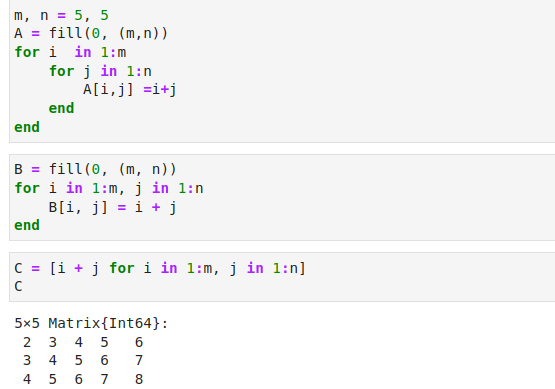 m, n = 5, 5
A = fill(0, (m,n))
for i  in 1:m
    for j in 1:n
        A[i,j] =i+j
    end
end
B = fill(0, (m, n))
for i in 1:m, j in 1:n
    B[i, j] = i + j
end
C = [i + j for i in 1:m, j in 1:n]
C
5×5 Matrix{Int64}:
 2  3  4  5   6
 3  4  5  6   7
 4  5  6  7   8